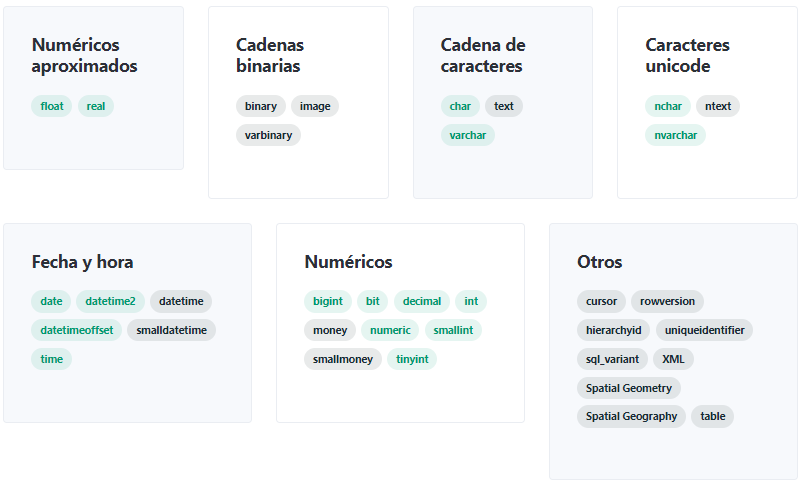 Numéricos
aproximados
float real
Cadenas
binarias
binary image
varbinary
Cadena de
caracteres
char text
varchar
Caracteres
unicode
nchar ntext
nvarchar
Fecha y hora
date datetime2 datetime
datetimeoffset smalldatetime
time
Numéricos
bigint bit decimal int
money numeric smallint
smallmoney tinyint
Otros
cursor rowversion
hierarchyid uniqueidentifier
sql_variant XML
Spatial Geometry
Spatial Geography table